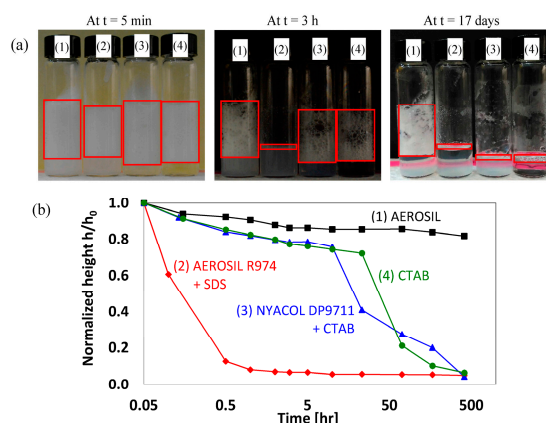 At t = 5 min At t = 3 h At t = 17 days
(a)
(1) (2) (3) (4) (1) (2) (3) (4) (1) (2) (3) (4)
(b)
Normalized height h/h0
1.0
0.8
0.6
0.4
0.2
0.0
(1) AEROSIL
(2) AEROSIL R974
+ SDS
(4) CTAB
(3) NYACOL DP9711
+ CTAB
0.05 0.5 5 50 500
Time [hr]